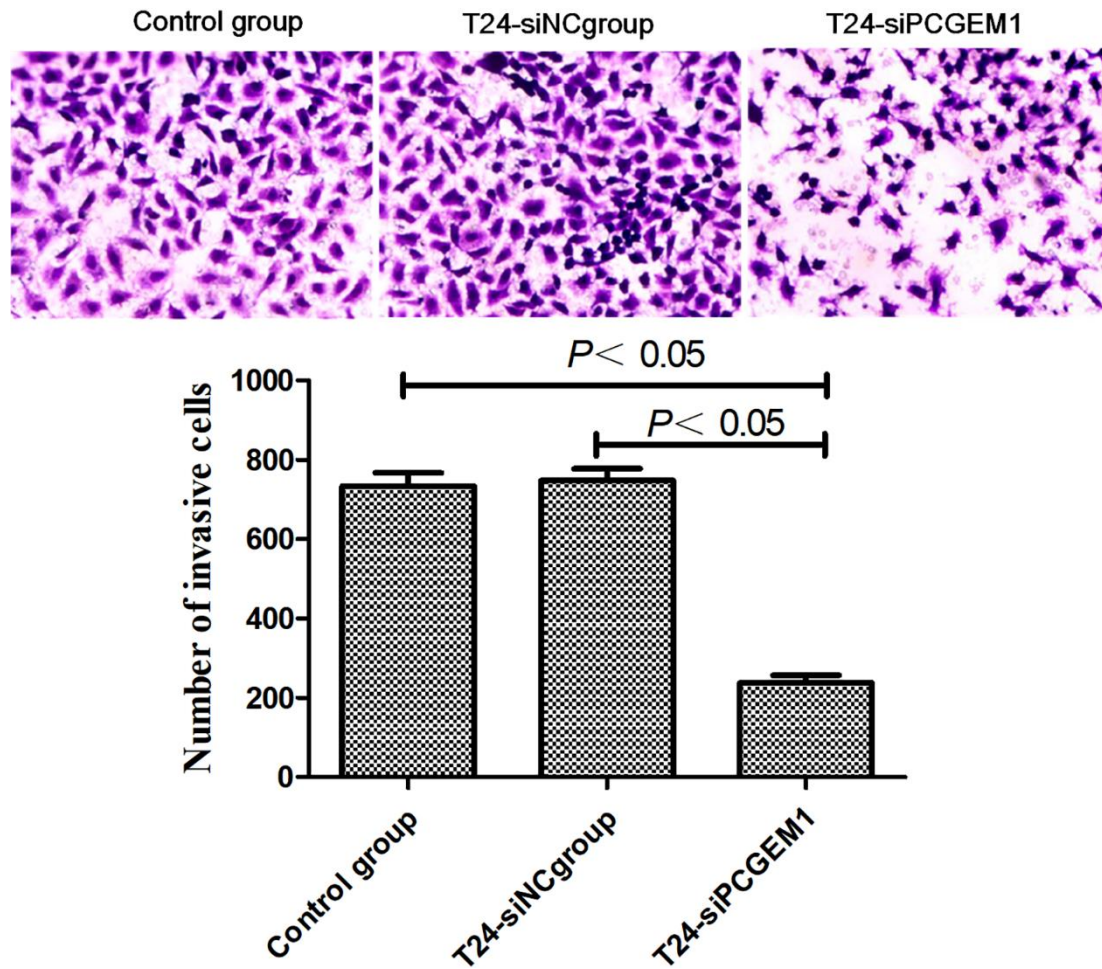 Control group
T24-siNCgroup
T24-siPCGEM1
P< 0.05
P< 0.05
Number of invasive cells
1000
800
600
400
200
0
Control group
T24-siNCgroup
T24-siPCGEM1